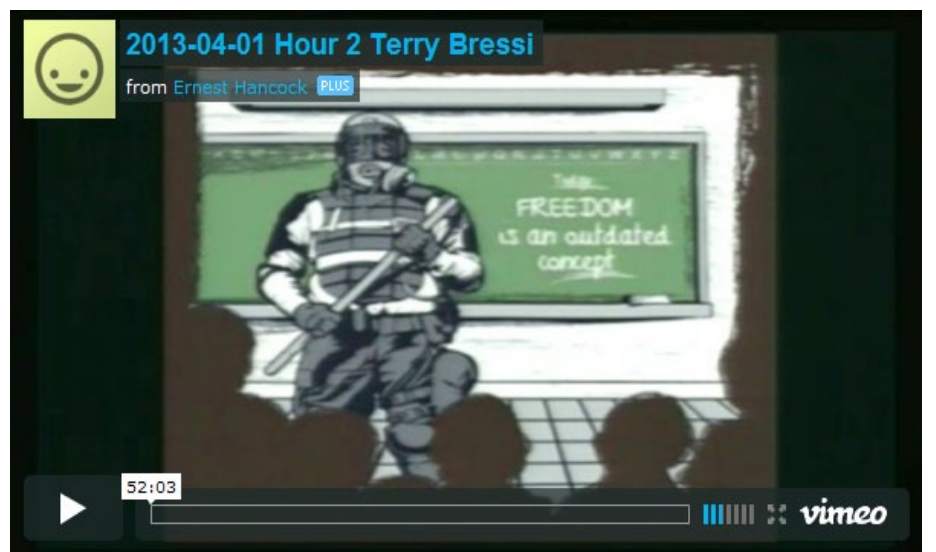 2013-04-01 Hour 2 Terry Bressi
from Ernest Hancock PLUS
Today...
FREEDOM
is an outdated
concept
52:03
vimeo